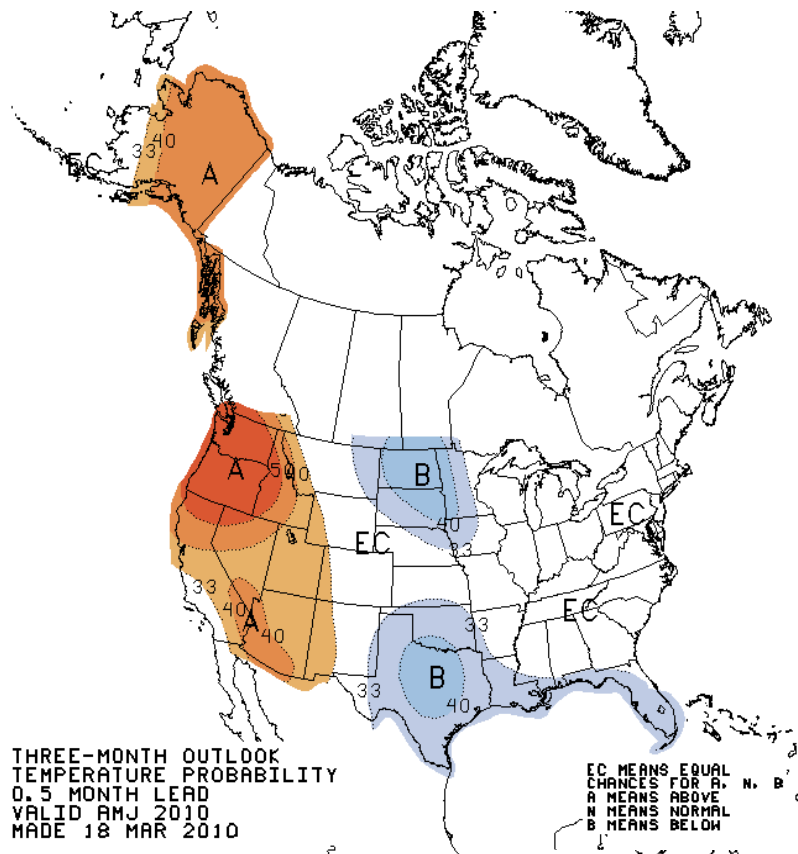 40
33
EC
A
A
50
40
B
40
EC
EC
33
33
EC
40
A
40
33
B
33
40
THREE-MONTH OUTLOOK
TEMPERATURE PROBABILITY
0.5 MONTH LEAD
VALID AMJ 2010
MADE 18 MAR 2010
EC MEANS EQUAL
CHANCES FOR A, N, B
A MEANS ABOVE
N MEANS NORMAL
B MEANS BELOW